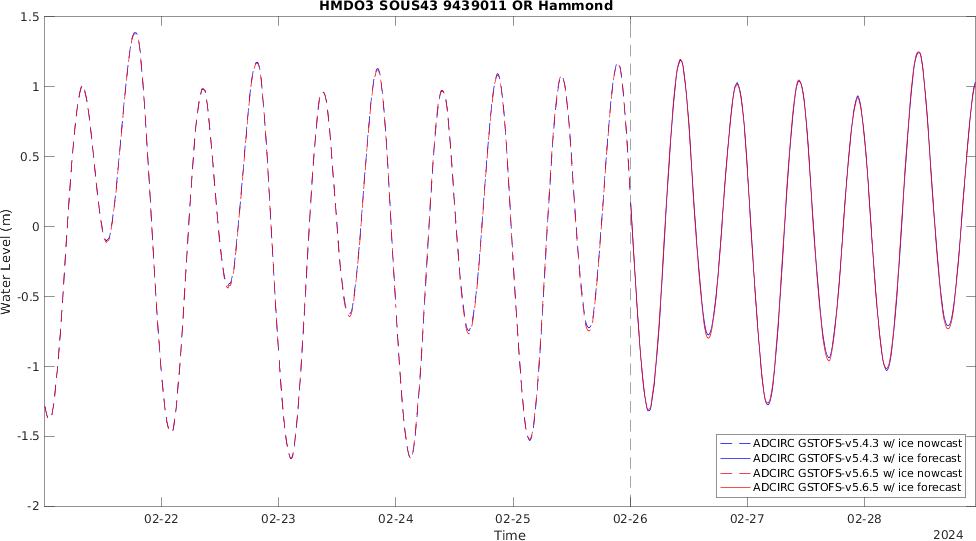 HMDO3 SOUS43 9439011 OR Hammond
1.5
1
0.5
0
-0.5
-1
-1.5
-2
Water Level (m)
02-22
02-23
02-24
02-25
02-26
02-27
02-28
Time
2024
ADCIRC GSTOFS-v5.4.3 w/ ice nowcast
ADCIRC GSTOFS-v5.4.3 w/ ice forecast
ADCIRC GSTOFS-v5.6.5 w/ ice nowcast
ADCIRC GSTOFS-v5.6.5 w/ ice forecast